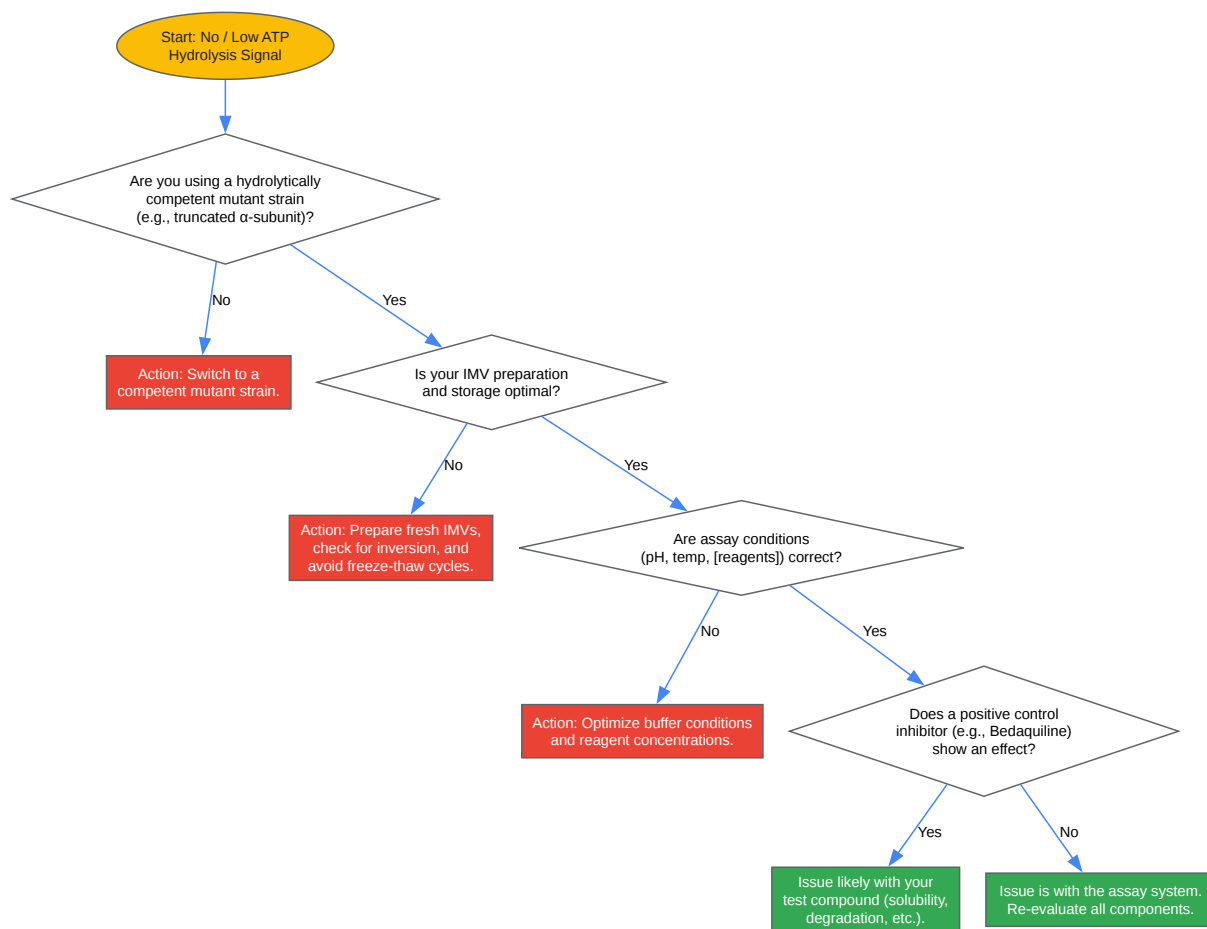 Start: No / Low ATP
Hydrolysis Signal
Are you using a hydrolytically
competent mutant strain
(e.g., truncated α-subunit)?
No
Yes
Action: Switch to a
competent mutant strain.
Is your IMV preparation
and storage optimal?
No
Yes
Action: Prepare fresh IMVs,
check for inversion, and
avoid freeze-thaw cycles.
Are assay conditions
(pH, temp, [reagents]) correct?
No
Yes
Action: Optimize buffer conditions
and reagent concentrations.
Does a positive control
inhibitor (e.g., Bedaquiline)
show an effect?
Yes
No
Issue likely with your
test compound (solubility,
degradation, etc.).
Issue is with the assay system.
Re-evaluate all components.